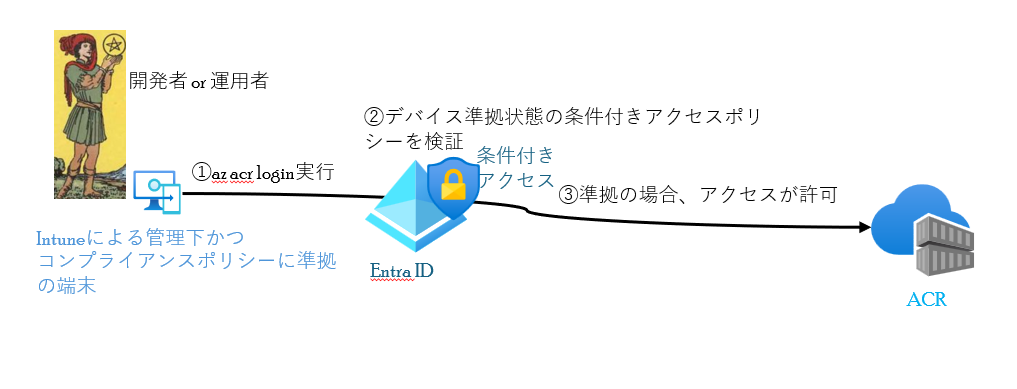 開発者 or 運用者
②デバイス準拠状態の条件付きアクセスポリ
シーを検証
条件付き
アクセス
①az acr login実行
③準拠の場合、アクセスが許可
Intuneによる管理下かつ
コンプライアンスポリシーに準拠
の端末
Entra ID
ACR